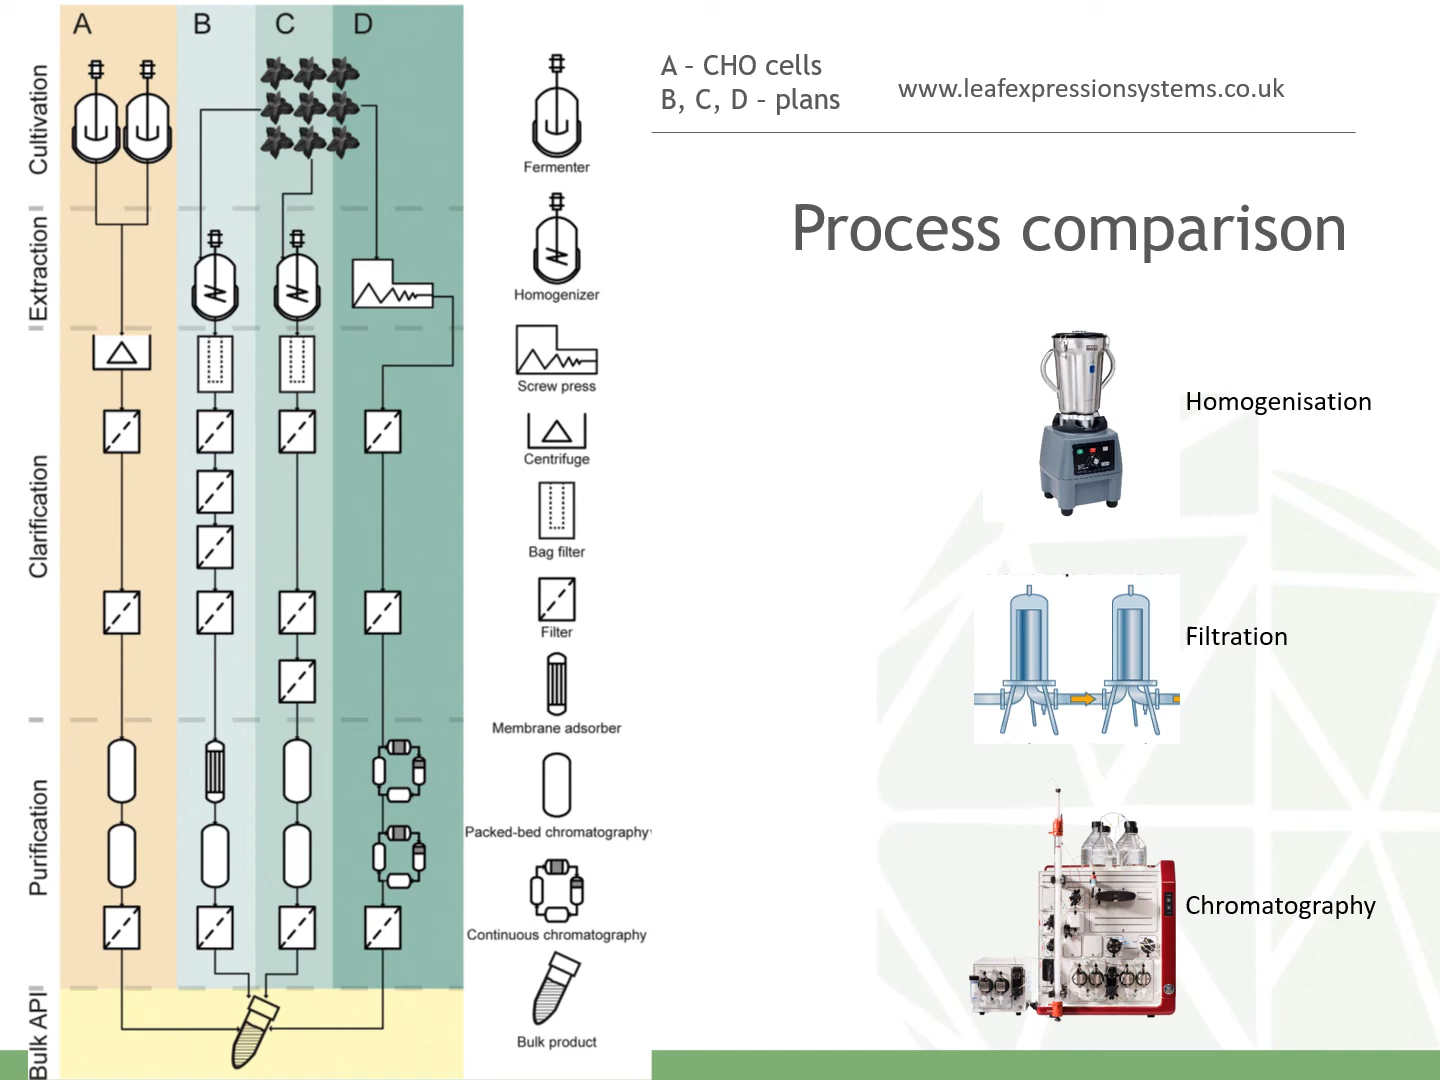 A
B
C
D
Cultivation
Extraction
Clarification
Purification
Bulk API
Fermenter
Homogenizer
Screw press
Centrifuge
Bag filter
Filter
Membrane adsorber
Packed-bed chromatography
Continuous chromatography
Bulk product
A - CHO cells
B, C, D - plans
www.leafexpressionsystems.co.uk
Process comparison
Homogenisation
Filtration
Chromatography